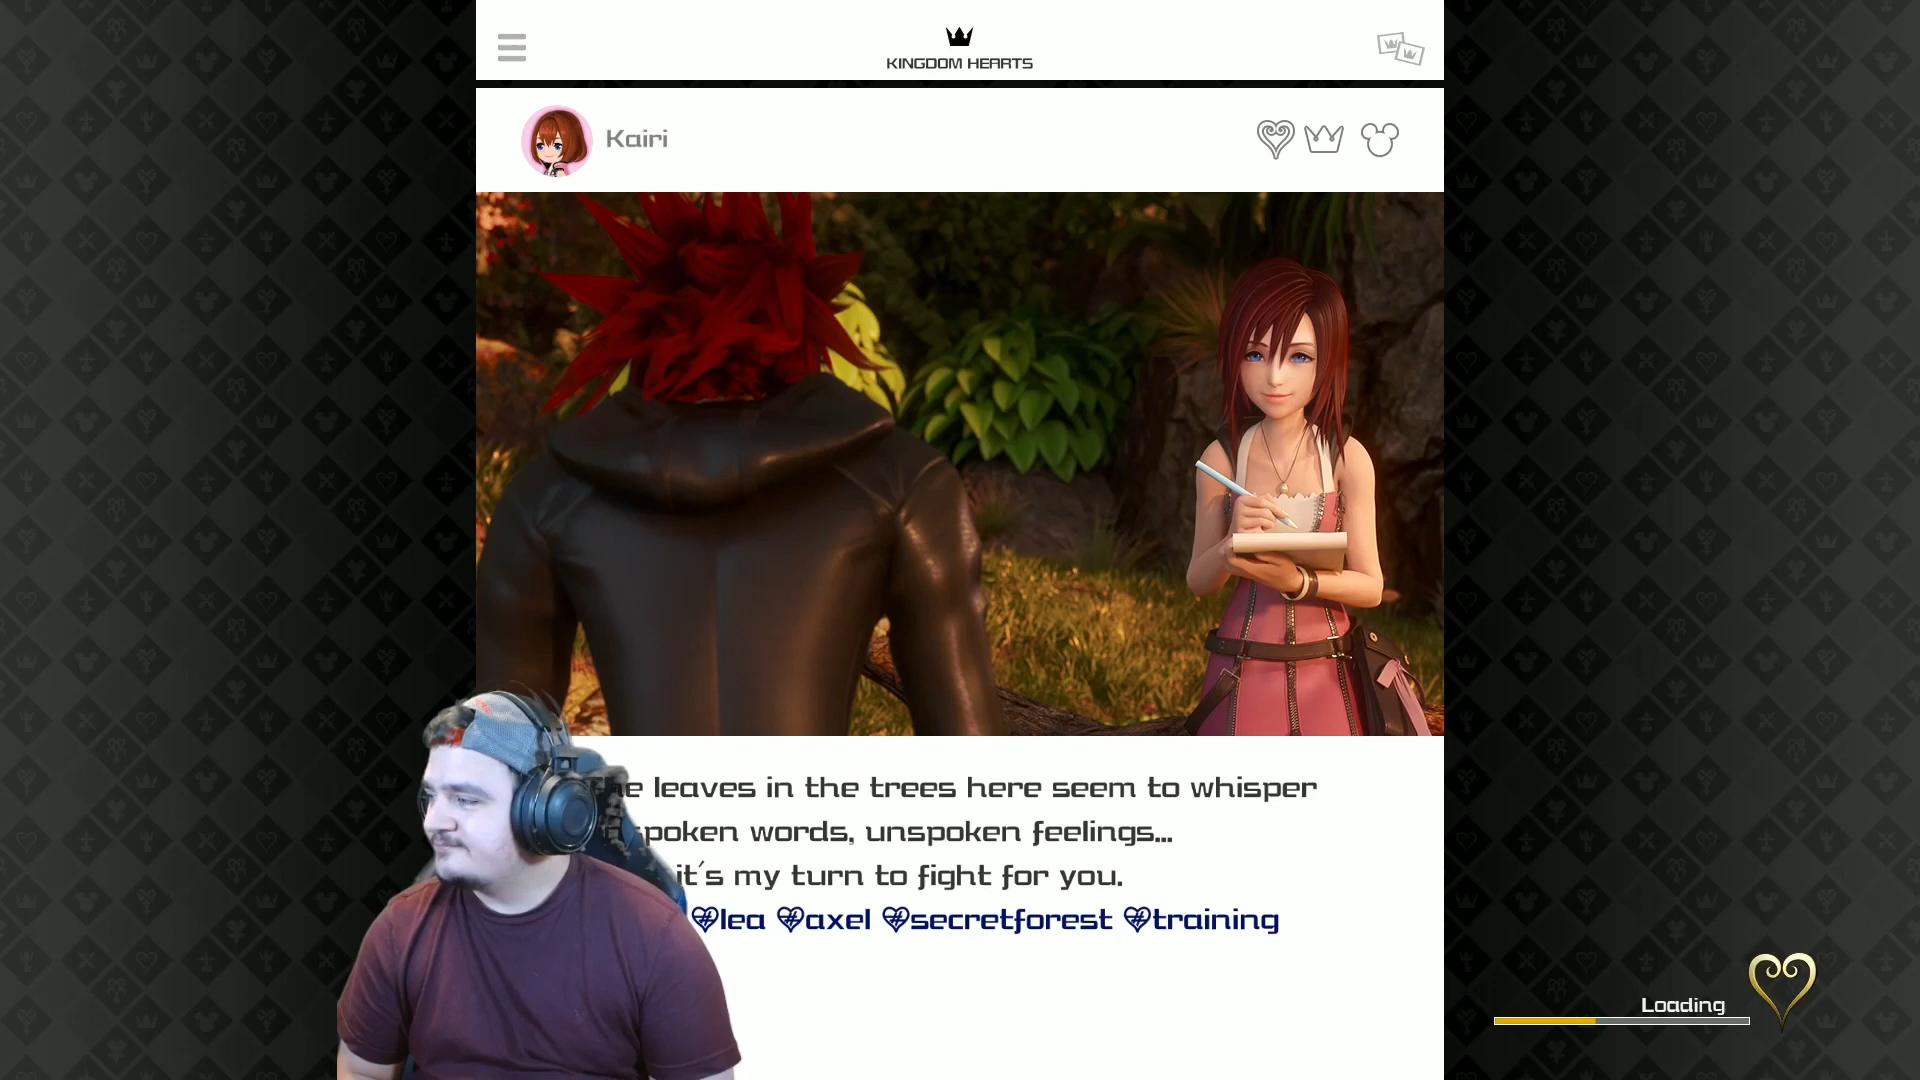 KINGDOM HEARTS
Kairi
leaves in the trees here seem to whisper
words, unspoken feelings...
it's my turn to fight for you.
lea axel secretforest training
Loading